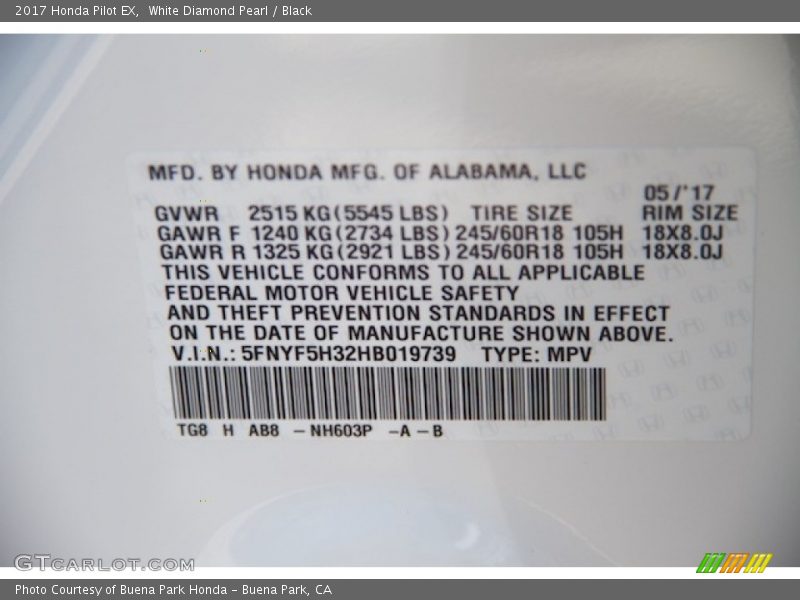 2017 Honda Pilot EX,  White Diamond Pearl / Black
MFD. BY HONDA MFG. OF ALABAMA, LLC
05/'17
GVWR 2515 KG(5545 LBS) TIRE SIZE RIM SIZE
GAWR F 1240 KG(2734 LBS) 245/60R18 105H 18X8.0J
GAWR R 1325 KG(2921 LBS) 245/60R18 105H 18X8.0J
THIS VEHICLE CONFORMS TO ALL APPLICABLE
FEDERAL MOTOR VEHICLE SAFETY
AND THEFT PREVENTION STANDARDS IN EFFECT
ON THE DATE OF MANUFACTURE SHOWN ABOVE.
V.I.N.: 5FNYF5H32HB019739 TYPE: MPV
TG8 H AB8 -NH603P -A-B
GTCARLOT.COM
Photo Courtesy of Buena Park Honda - Buena Park, CA